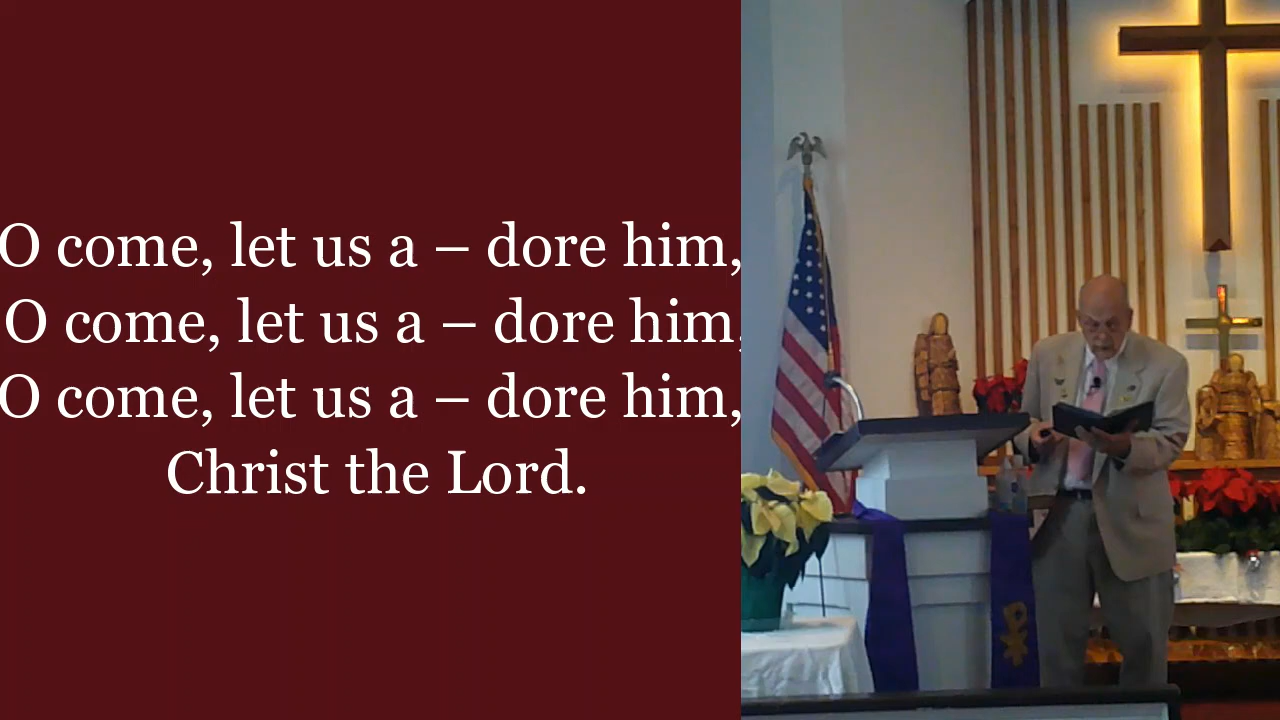 O come, let us a – dore him,
O come, let us a – dore him,
O come, let us a – dore him,
Christ the Lord.